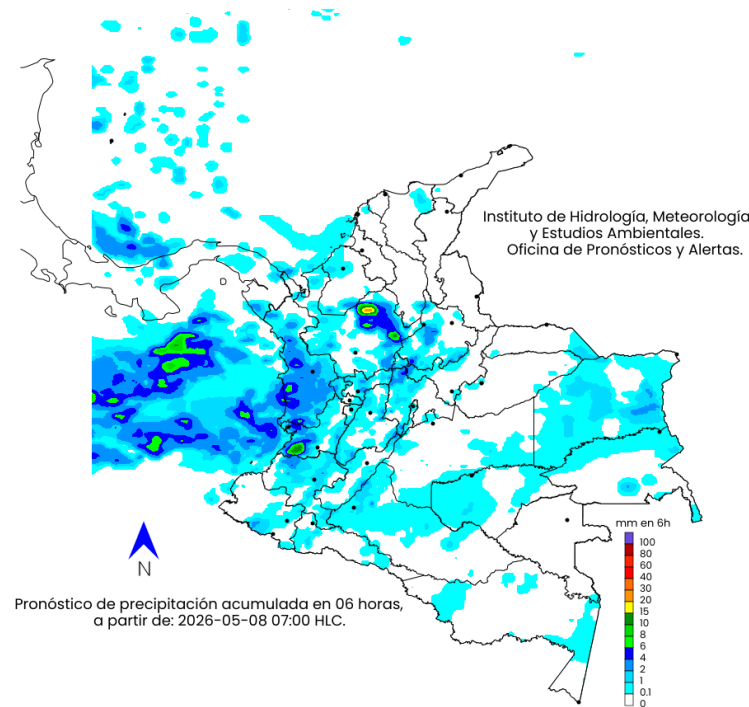 Instituto de Hidrología, Meteorología
y Estudios Ambientales.
Oficina de Pronósticos y Alertas.
N
Pronóstico de precipitación acumulada en 06 horas,
a partir de: 2026-05-08 07:00 HLC.
mm en 6h
100
80
60
40
30
20
15
10
8
6
4
2
1
0.1
0